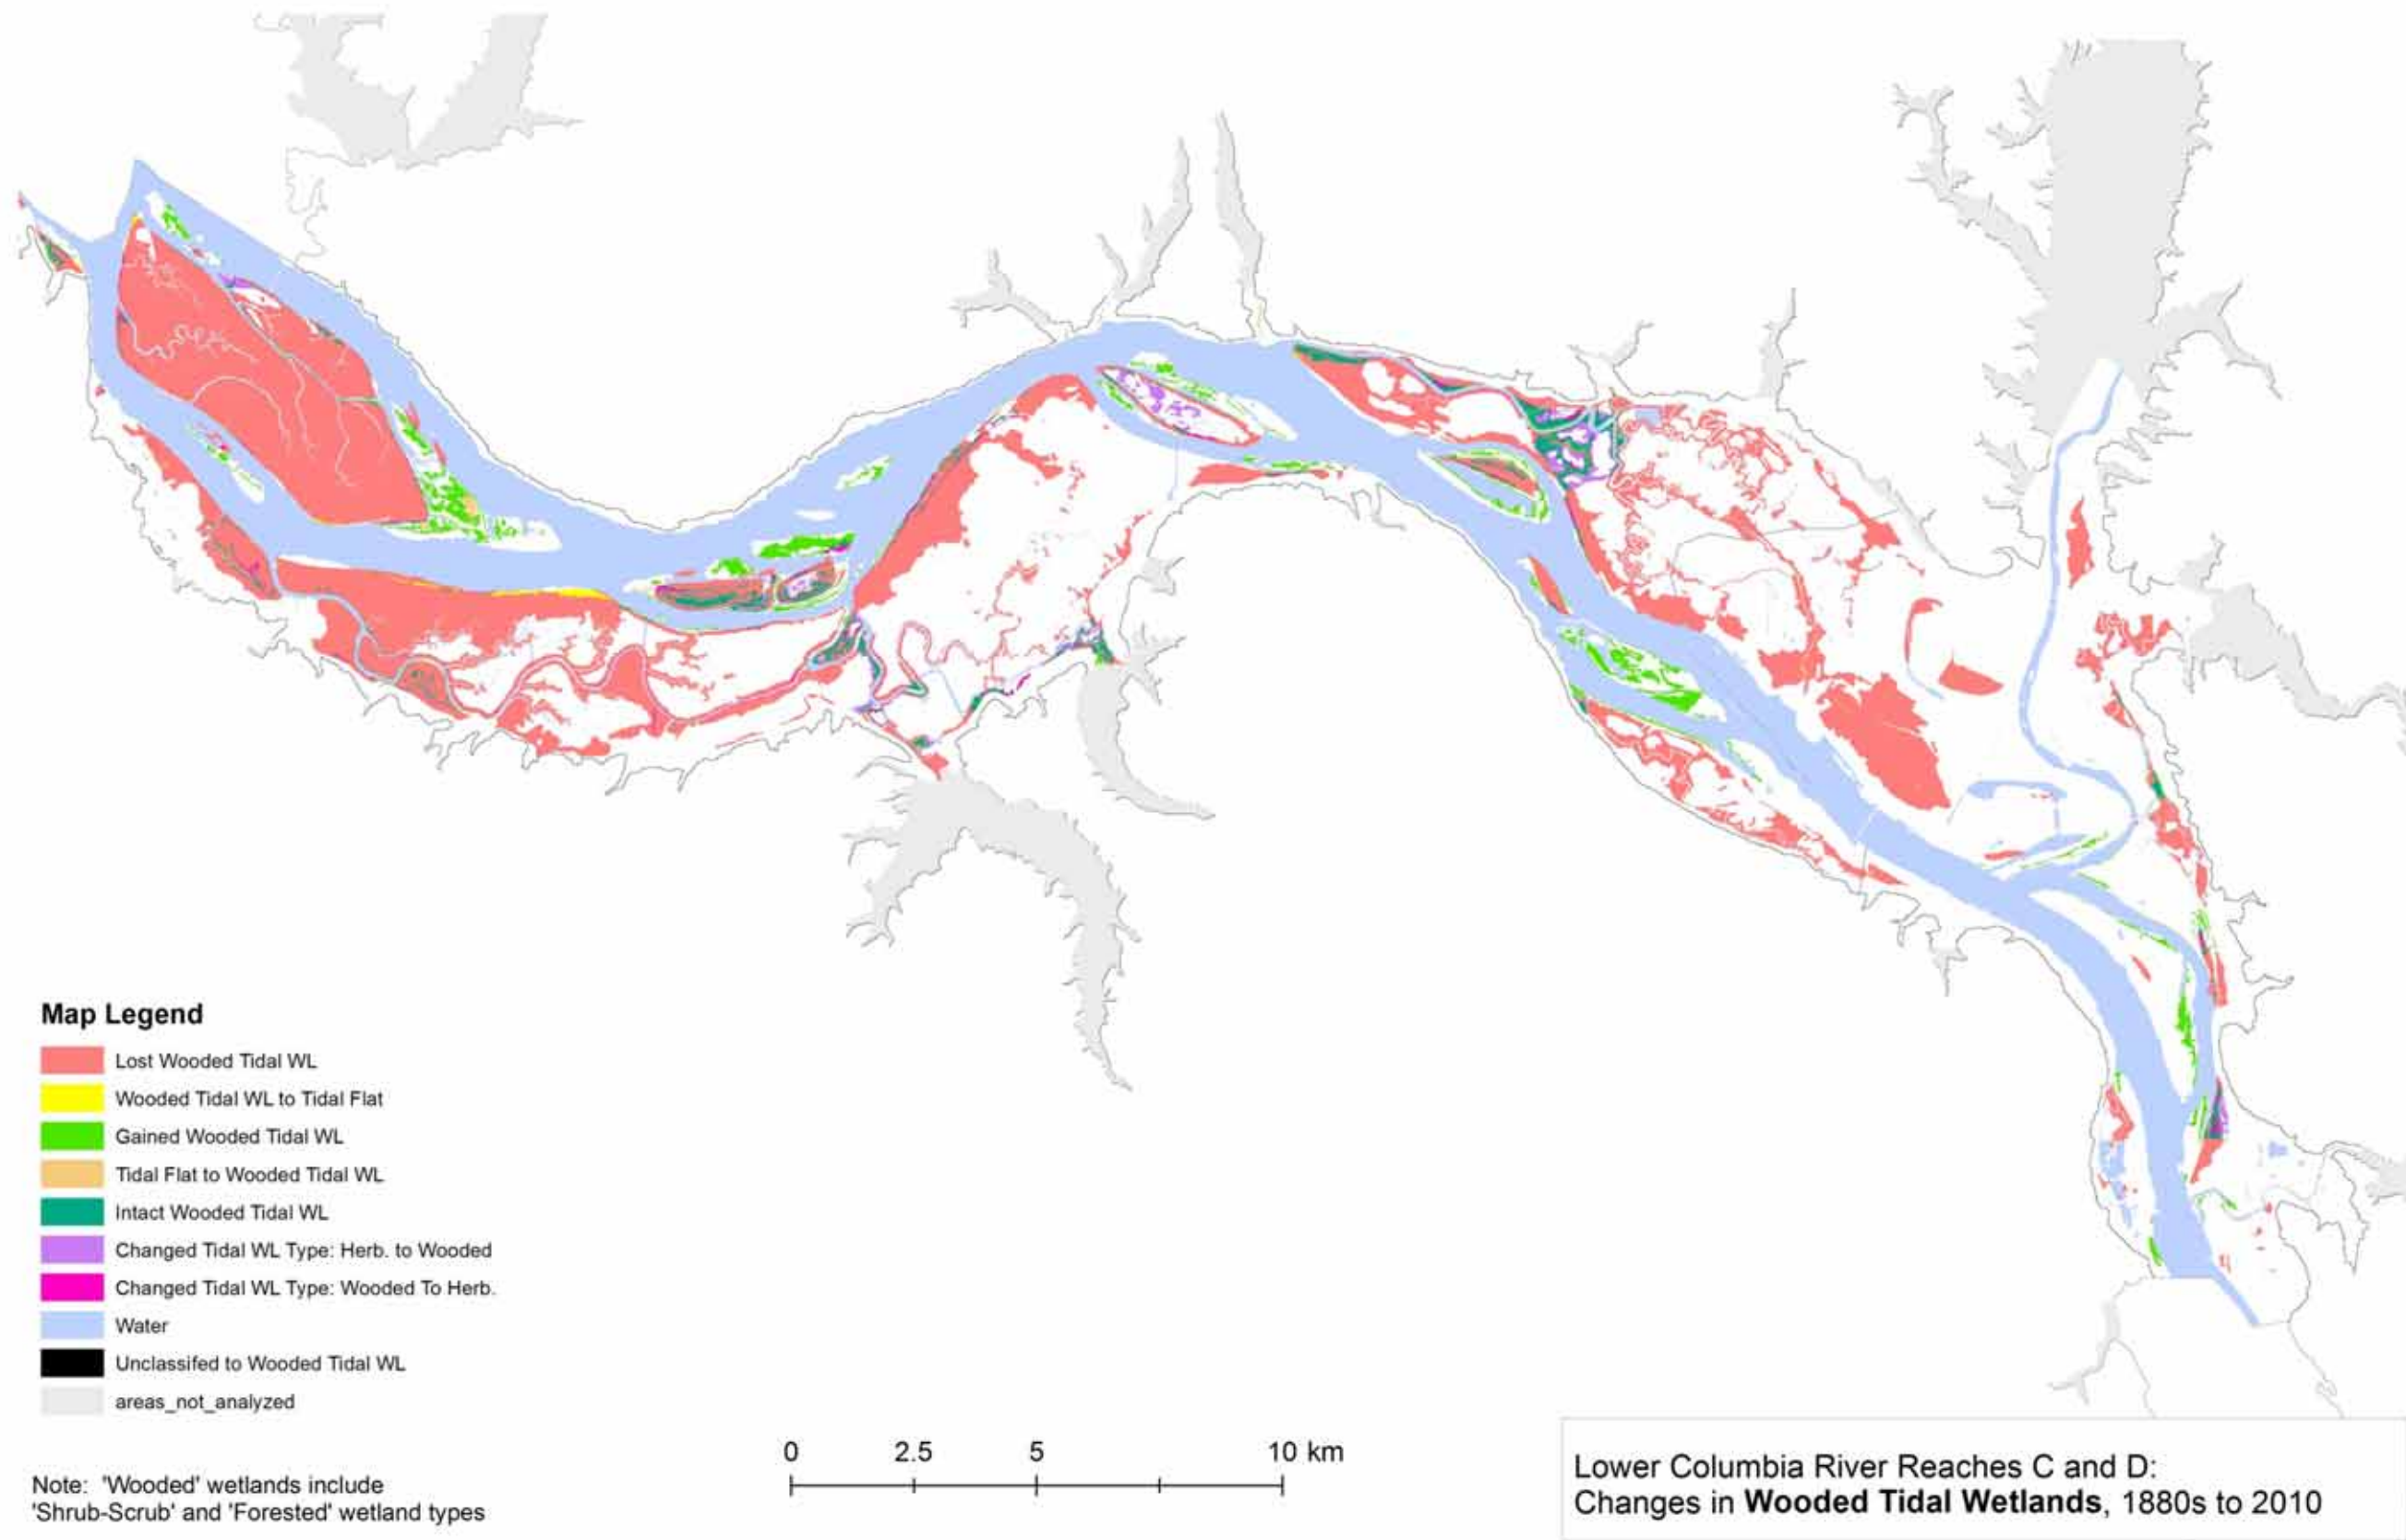 Map Legend
Lost Wooded Tidal WL
Wooded Tidal WL to Tidal Flat
Gained Wooded Tidal WL
Tidal Flat to Wooded Tidal WL
Intact Wooded Tidal WL
Changed Tidal WL Type: Herb. to Wooded
Changed Tidal WL Type: Wooded To Herb.
Water
Unclassifed to Wooded Tidal WL
areas_not_analyzed
Note: 'Wooded' wetlands include
'Shrub-Scrub' and 'Forested' wetland types
0 2.5 5 10 km
Lower Columbia River Reaches C and D:
Changes in Wooded Tidal Wetlands, 1880s to 2010